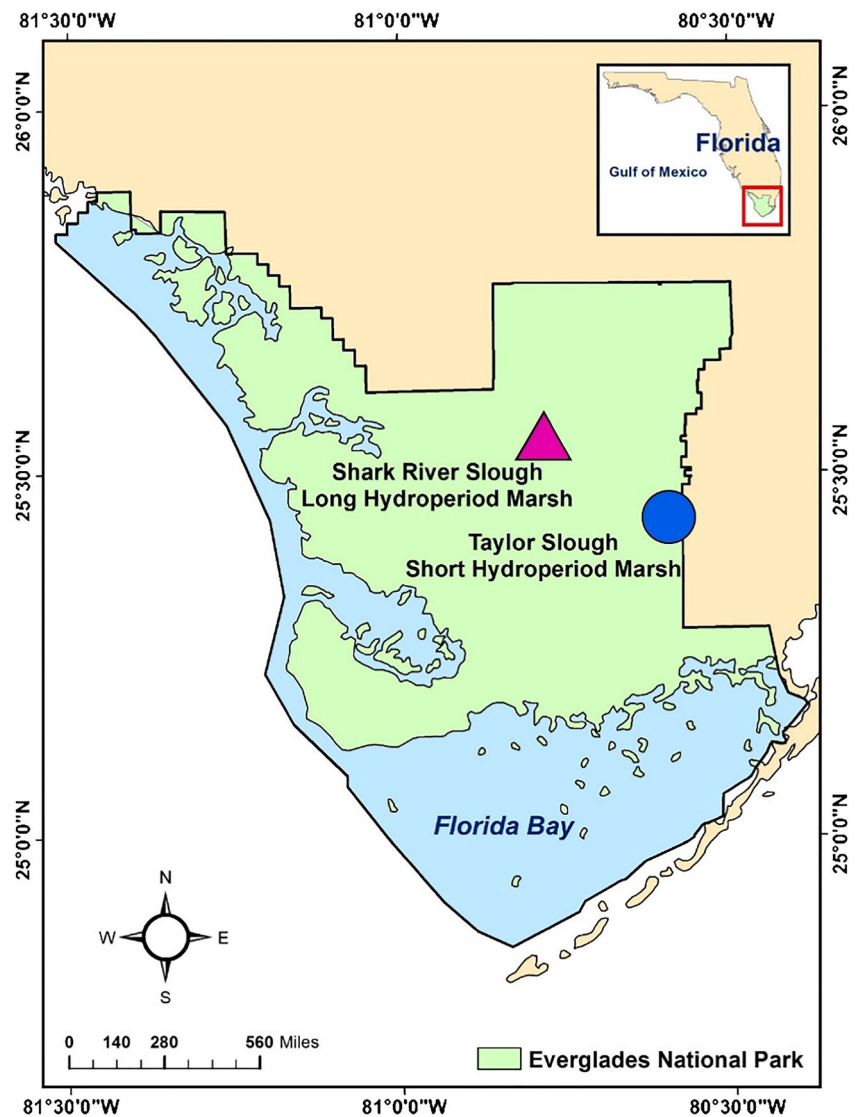 81°30'0"W 81°0'0"W 80°30'0"W
26°0'0"N
26°0'0"N
Florida
Gulf of Mexico
25°30'0"N
25°30'0"N
Shark River Slough
Long Hydroperiod Marsh
Taylor Slough
Short Hydroperiod Marsh
25°0'0"N
25°0'0"N
Florida Bay
N
W E
S
0 140 280 560 Miles
Everglades National Park
81°30'0"W 81°0'0"W 80°30'0"W